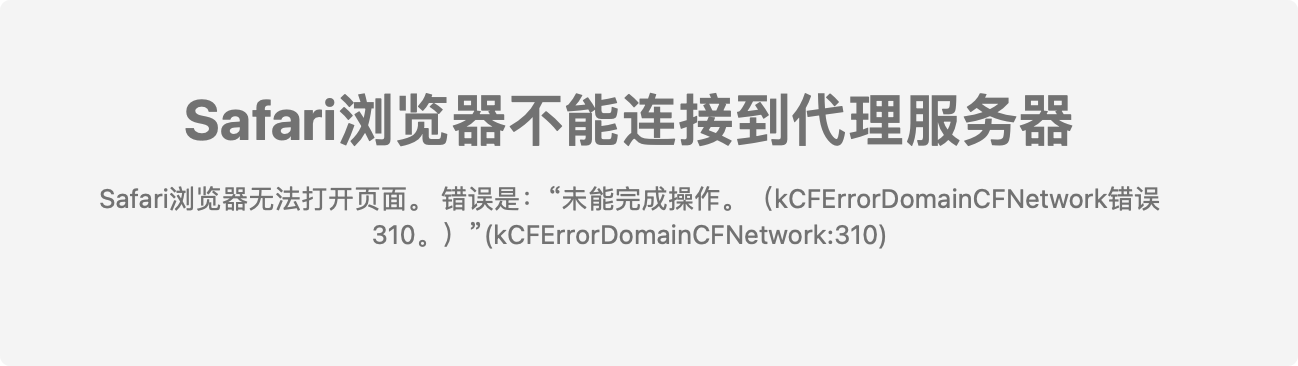 Safari浏览器不能连接到代理服务器
Safari浏览器无法打开页面。 错误是：“未能完成操作。（kCFErrorDomainCFNetwork错误
310。）”(kCFErrorDomainCFNetwork:310)